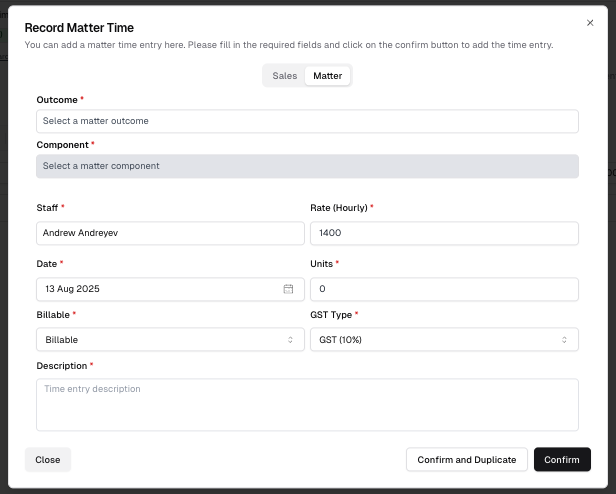 Record Matter Time
You can add a matter time entry here. Please fill in the required fields and click on the confirm button to add the time entry.
Sales Matter
Outcome *
Select a matter outcome
Component *
Select a matter component
Staff * Rate (Hourly) *
Andrew Andreyev 1400
Date * Units *
13 Aug 2025 0
Billable * GST Type *
Billable GST (10%)
Description *
Time entry description
Close Confirm and Duplicate Confirm